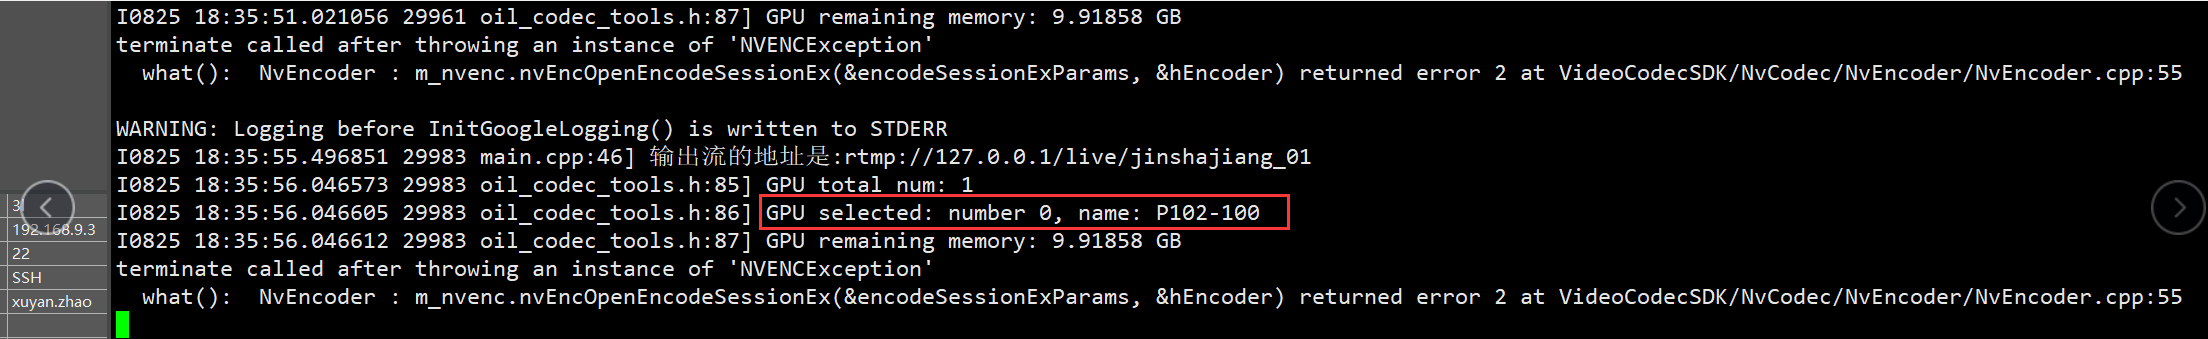 I0825 18:35:51.021056 29961 oil_codec_tools.h:87] GPU remaining memory: 9.91858 GB
terminate called after throwing an instance of 'NVENCException'
what():  NvEncoder : m_nvenc.nvEncOpenEncodeSessionEx(&encodeSessionExParams, &hEncoder) returned error 2 at VideoCodecSDK/NvCodec/NvEncoder/NvEncoder.cpp:55
WARNING: Logging before InitGoogleLogging() is written to STDERR
I0825 18:35:55.496851 29983 main.cpp:46] 输出流的地址是:rtmp://127.0.0.1/live/jinshajiang_01
I0825 18:35:56.046573 29983 oil_codec_tools.h:85] GPU total num: 1
I0825 18:35:56.046605 29983 oil_codec_tools.h:86] GPU selected: number 0, name: P102-100
I0825 18:35:56.046612 29983 oil_codec_tools.h:87] GPU remaining memory: 9.91858 GB
terminate called after throwing an instance of 'NVENCException'
what():  NvEncoder : m_nvenc.nvEncOpenEncodeSessionEx(&encodeSessionExParams, &hEncoder) returned error 2 at VideoCodecSDK/NvCodec/NvEncoder/NvEncoder.cpp:55
192.168.9.3
22
SSH
xuyan.zhao